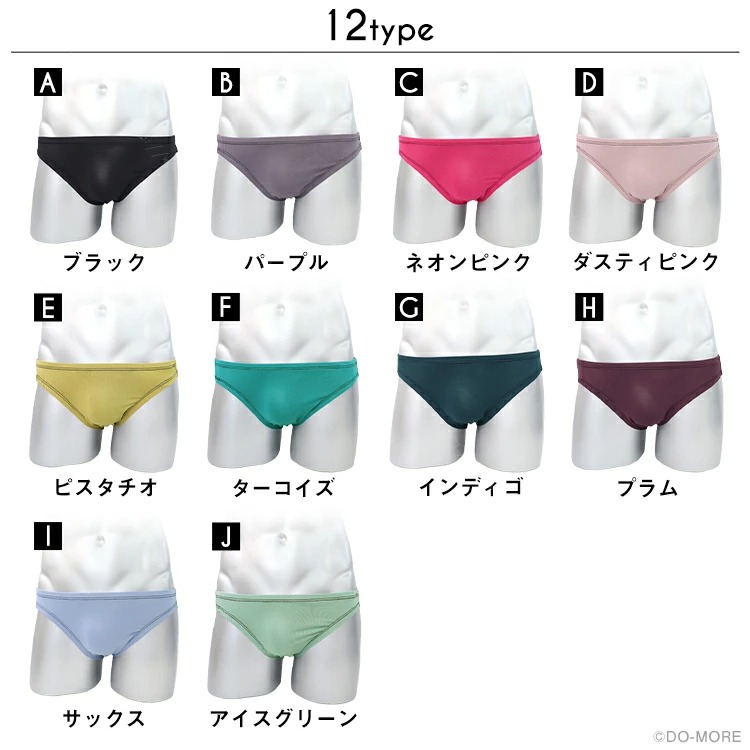 12type
A
B
C
D
ブラック
パープル
ネオンピンク
ダスティピンク
E
F
G
H
ピスタチオ
ターコイズ
インディゴ
プラム
I
J
サックス
アイスグリーン
©DO-MORE